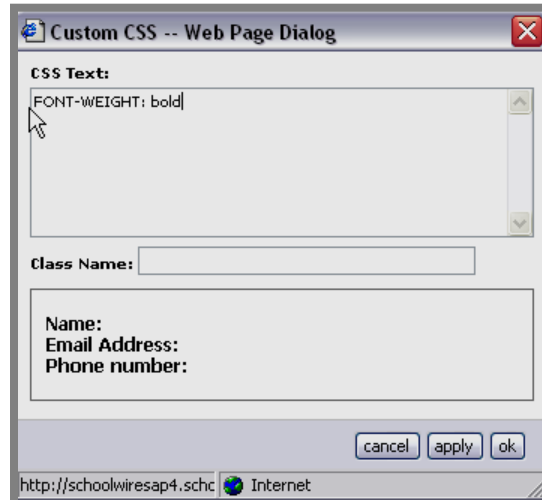 Custom CSS -- Web Page Dialog
CSS Text:
FONT-WEIGHT: bold
Class Name:
Name:
Email Address:
Phone number:
cancel apply ok
http://schoolwiresap4.schc Internet